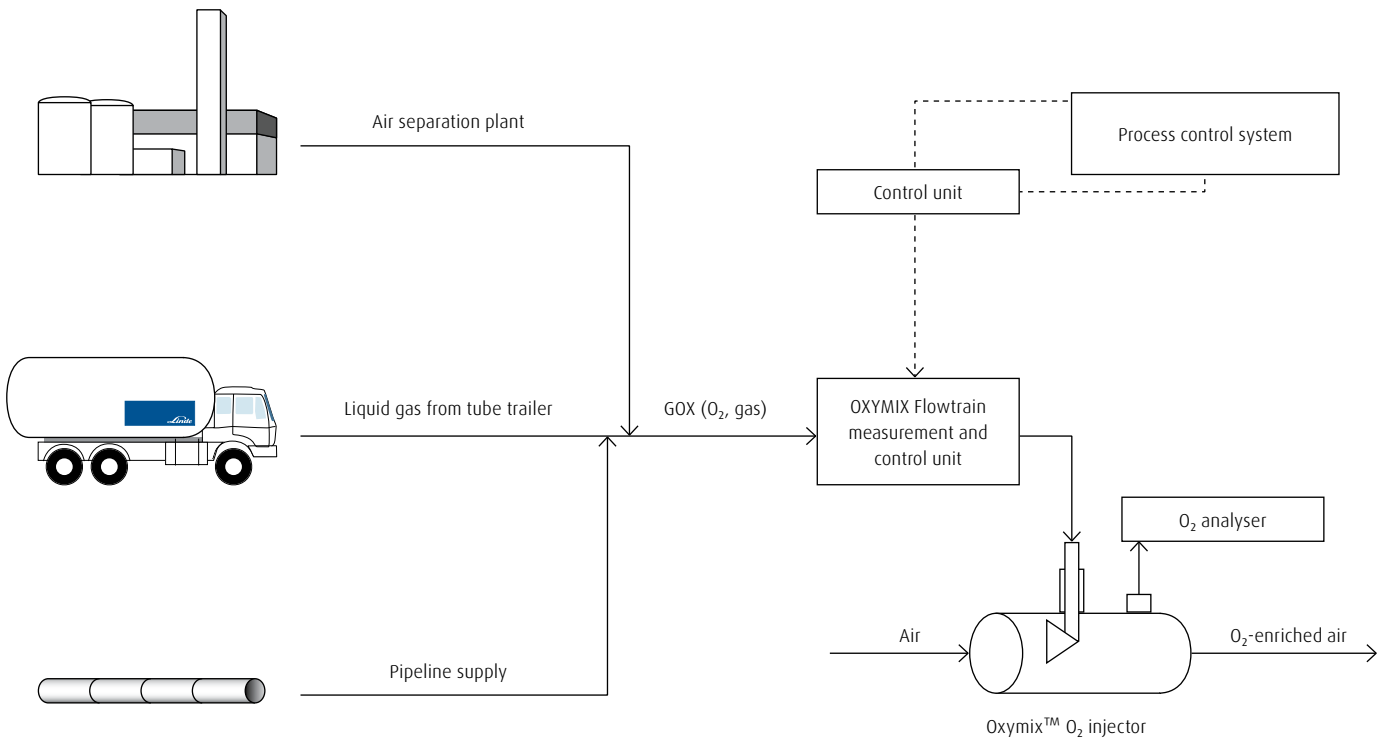 Air separation plant
Process control system
Control unit
Linde
Liquid gas from tube trailer
GOX (O₂, gas)
OXYMIX Flowtrain
measurement and
control unit
O₂ analyser
Air
O₂-enriched air
Pipeline supply
Oxymix™ O₂ injector